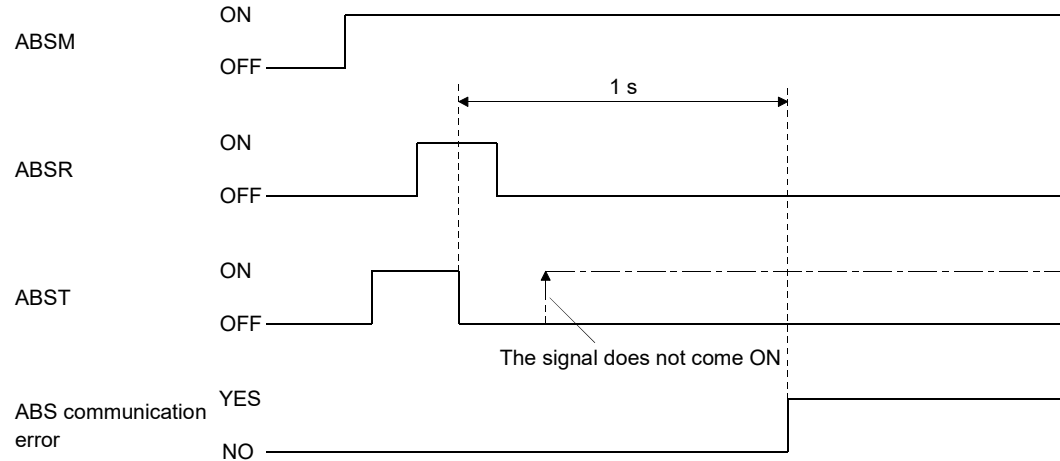 ON
ABSM
OFF
1 s
ON
ABSR
OFF
ON
ABST
OFF
The signal does not come ON
YES
ABS communication
error
NO